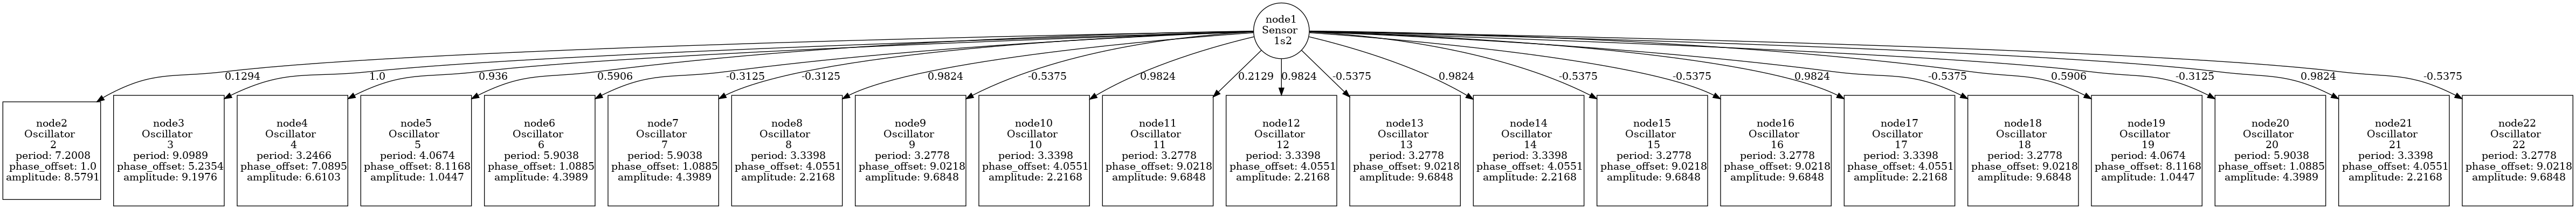 node1
Sensor
1s2
0.1294
1.0
0.936
0.5906
-0.3125
-0.3125
0.9824
-0.5375
0.9824
0.2129
0.9824
-0.5375
0.9824
-0.5375
-0.5375
0.9824
-0.5375
0.5906
-0.3125
0.9824
-0.5375
node2
Oscillator
2
period: 7.2008
phase_offset: 1.0
amplitude: 8.5791
node3
Oscillator
3
period: 9.0989
phase_offset: 5.2354
amplitude: 9.1976
node4
Oscillator
4
period: 3.2466
phase_offset: 7.0895
amplitude: 6.6103
node5
Oscillator
5
period: 4.0674
phase_offset: 8.1168
amplitude: 1.0447
node6
Oscillator
6
period: 5.9038
phase_offset: 1.0885
amplitude: 4.3989
node7
Oscillator
7
period: 5.9038
phase_offset: 1.0885
amplitude: 4.3989
node8
Oscillator
8
period: 3.3398
phase_offset: 4.0551
amplitude: 2.2168
node9
Oscillator
9
period: 3.2778
phase_offset: 9.0218
amplitude: 9.6848
node10
Oscillator
10
period: 3.3398
phase_offset: 4.0551
amplitude: 2.2168
node11
Oscillator
11
period: 3.2778
phase_offset: 9.0218
amplitude: 9.6848
node12
Oscillator
12
period: 3.3398
phase_offset: 4.0551
amplitude: 2.2168
node13
Oscillator
13
period: 3.2778
phase_offset: 9.0218
amplitude: 9.6848
node14
Oscillator
14
period: 3.3398
phase_offset: 4.0551
amplitude: 2.2168
node15
Oscillator
15
period: 3.2778
phase_offset: 9.0218
amplitude: 9.6848
node16
Oscillator
16
period: 3.2778
phase_offset: 9.0218
amplitude: 9.6848
node17
Oscillator
17
period: 3.3398
phase_offset: 4.0551
amplitude: 2.2168
node18
Oscillator
18
period: 3.2778
phase_offset: 9.0218
amplitude: 9.6848
node19
Oscillator
19
period: 4.0674
phase_offset: 8.1168
amplitude: 1.0447
node20
Oscillator
20
period: 5.9038
phase_offset: 1.0885
amplitude: 4.3989
node21
Oscillator
21
period: 3.3398
phase_offset: 4.0551
amplitude: 2.2168
node22
Oscillator
22
period: 3.2778
phase_offset: 9.0218
amplitude: 9.6848